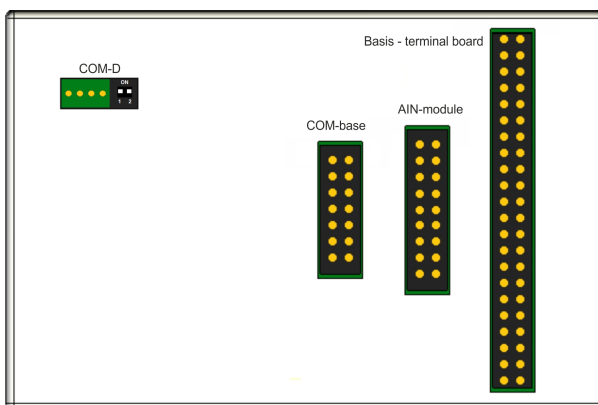 Basis - terminal board
COM-D
ON
1 2
AIN-module
COM-base